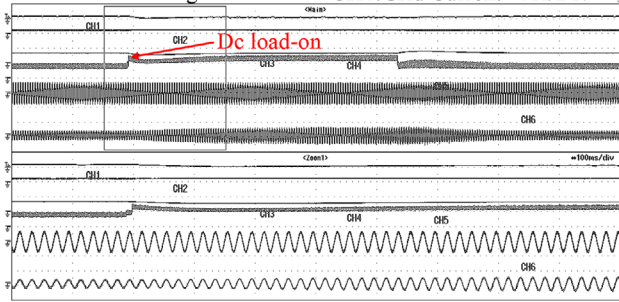 <Main>
CH1
CH2
Dc load-on
CH3 CH4
CH5
CH6
<Zoom1> 100ms/div
CH1
CH2
CH3 CH4 CH5
CH6